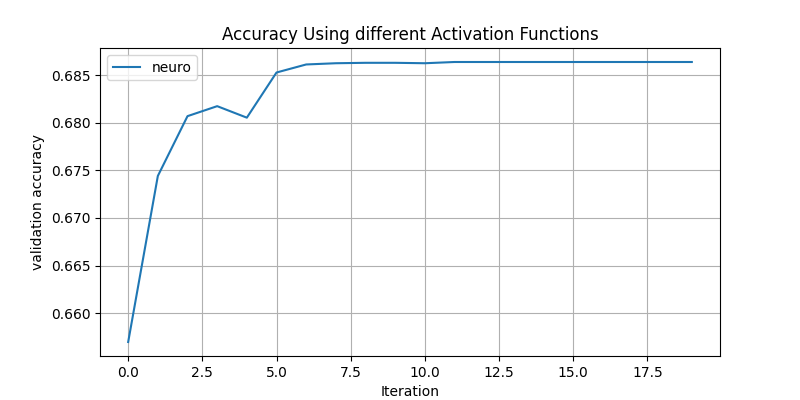 Accuracy Using different Activation Functions
neuro
validation accuracy
0.685
0.680
0.675
0.670
0.665
0.660
0.0 2.5 5.0 7.5 10.0 12.5 15.0 17.5
Iteration